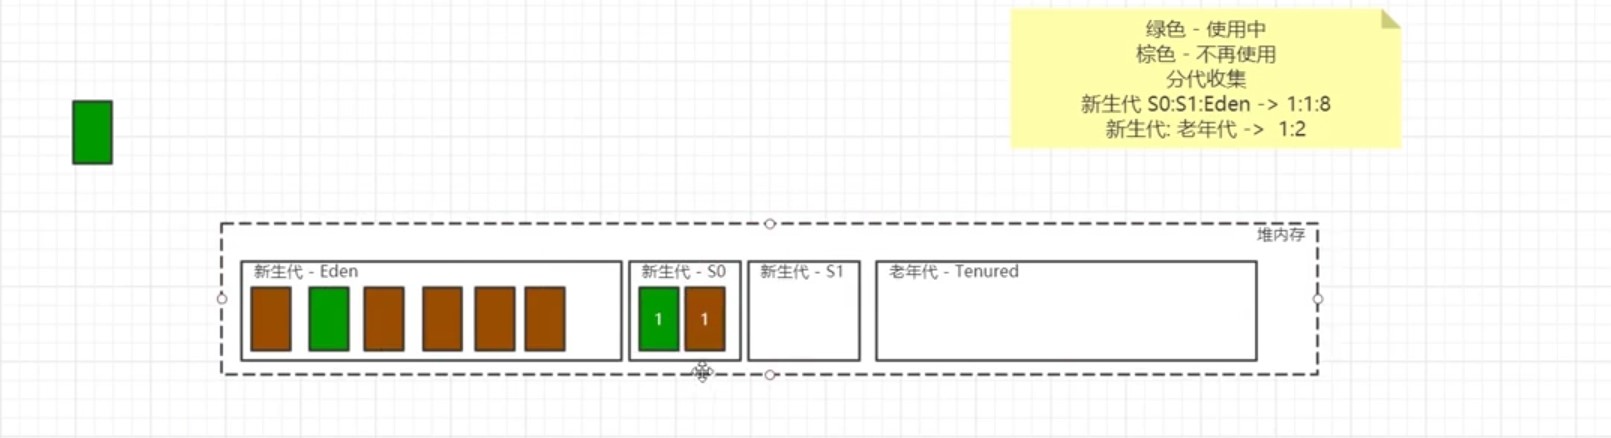 绿色 - 使用中
棕色 - 不再使用
分代收集
新生代 S0:S1:Eden -> 1:1:8
新生代: 老年代 -> 1:2
堆内存
新生代 - Eden
新生代 - S0
新生代 - S1
老年代 - Tenured
1
1